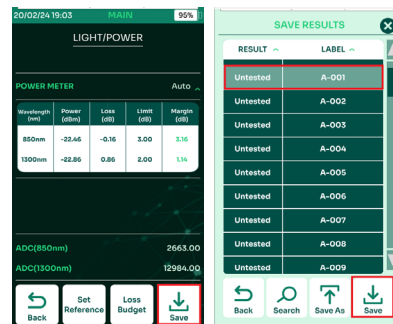 20/02/24 19:03 MAIN 95%
LIGHT/POWER
POWER METER Auto
Wavelength (nm) Power (dBm) Loss (dB) Limit (dB) Margin (dB)
850nm -22.46 -0.16 3.00 3.16
1300nm -22.86 0.86 2.00 1.14
ADC(850nm) 2663.00
ADC(1300nm) 12984.00
Back Set Reference Loss Budget Save
SAVE RESULTS
RESULT LABEL
Untested A-001
Untested A-002
Untested A-003
Untested A-004
Untested A-005
Untested A-006
Untested A-007
Untested A-008
Untested A-009
Back Search Save As Save